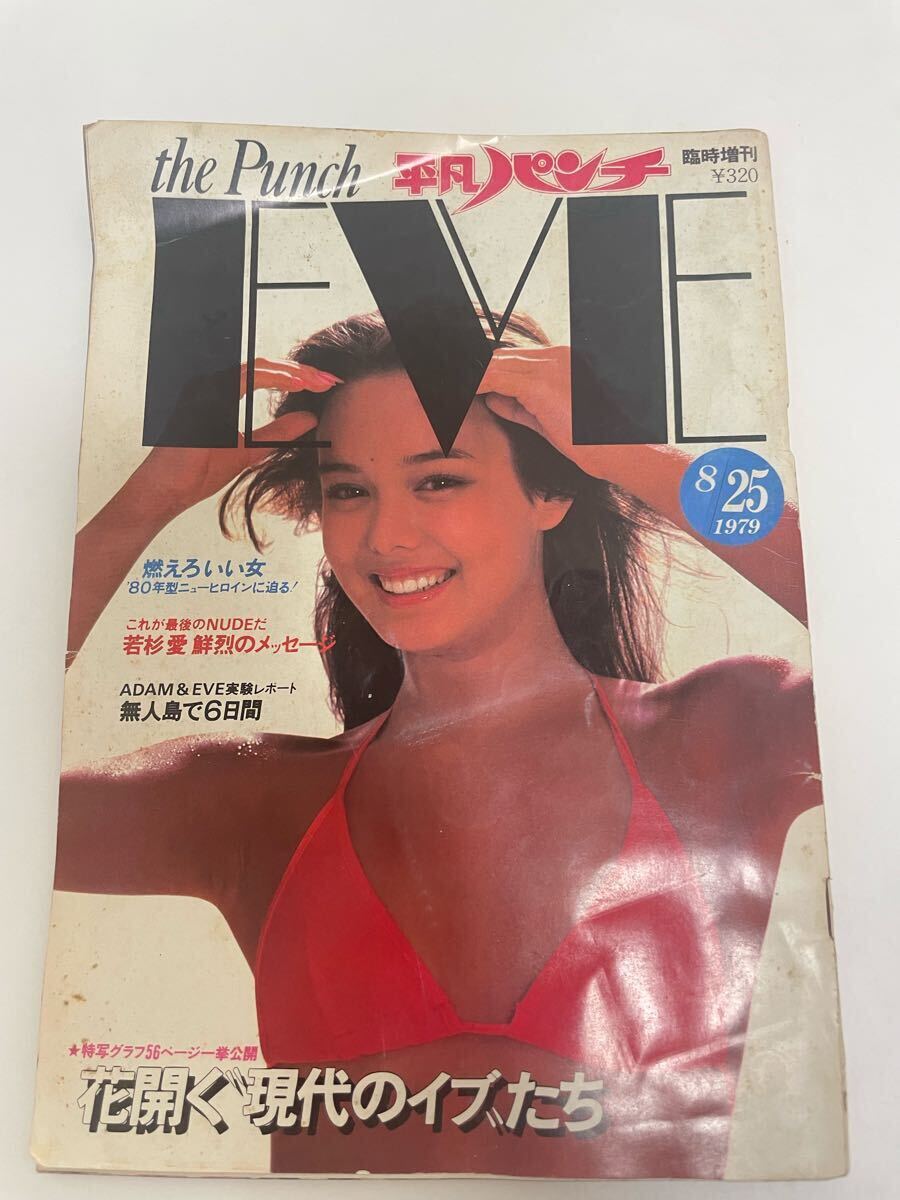 the Punch 平凡パンチ 臨時増刊
¥320
EVE
8/25
1979
燃えろいい女
'80年型ニューヒロインに迫る!
これが最後のNUDEだ
若杉愛 鮮烈のメッセージ
ADAM & EVE実験レポート
無人島で6日間
★特写グラフ56ページ一挙公開
花開く“現代のイブ”たち